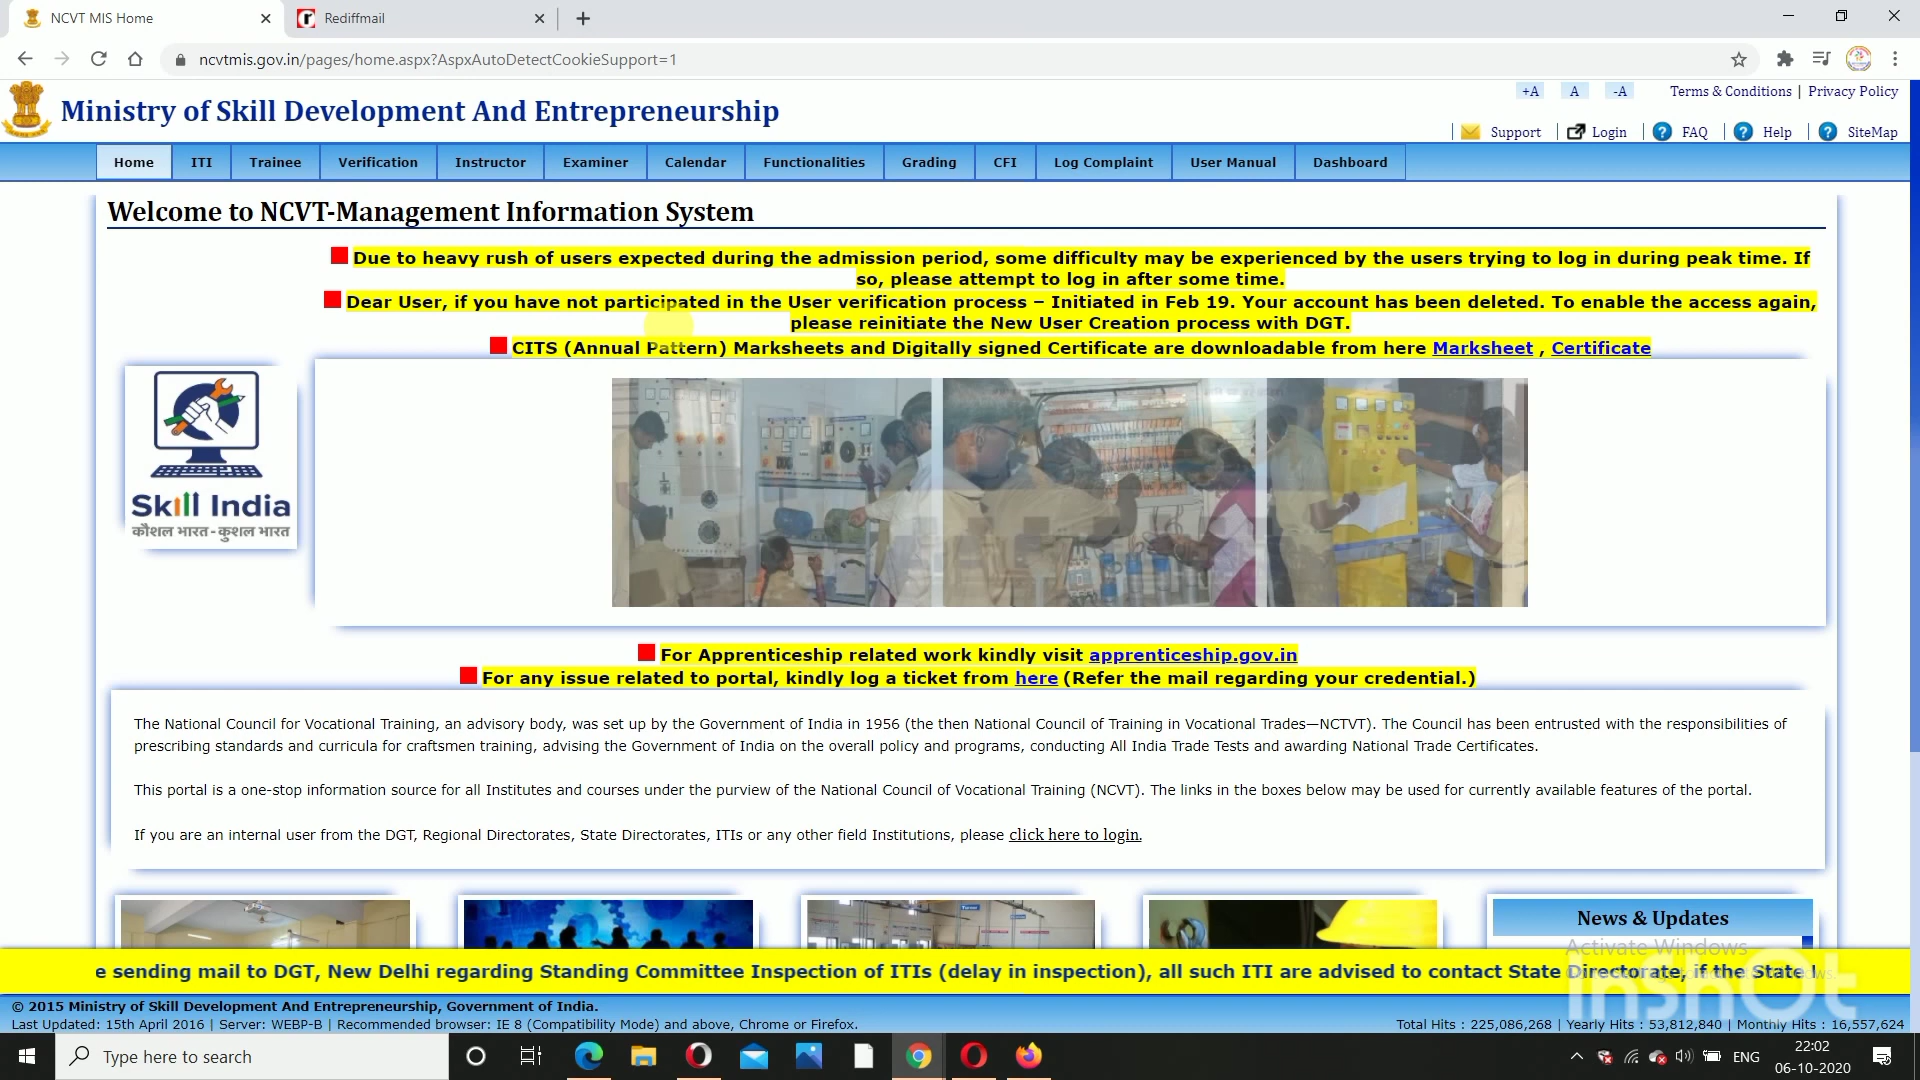 NCVT MIS Home
Rediffmail
ncvtmis.gov.in/pages/home.aspx?AspxAutoDetectCookieSupport=1
Ministry of Skill Development And Entrepreneurship
+A A -A Terms & Conditions | Privacy Policy
Support Login FAQ Help SiteMap
Home ITI Trainee Verification Instructor Examiner Calendar Functionalities Grading CFI Log Complaint User Manual Dashboard
Welcome to NCVT-Management Information System
Due to heavy rush of users expected during the admission period, some difficulty may be experienced by the users trying to log in during peak time. If
so, please attempt to log in after some time.
Dear User, if you have not participated in the User verification process – Initiated in Feb 19. Your account has been deleted. To enable the access again,
please reinitiate the New User Creation process with DGT.
CITS (Annual Pattern) Marksheets and Digitally signed Certificate are downloadable from here Marksheet , Certificate
Skill India
कौशल भारत - कुशल भारत
For Apprenticeship related work kindly visit apprenticeship.gov.in
For any issue related to portal, kindly log a ticket from here (Refer the mail regarding your credential.)
The National Council for Vocational Training, an advisory body, was set up by the Government of India in 1956 (the then National Council of Training in Vocational Trades—NCTVT). The Council has been entrusted with the responsibilities of
prescribing standards and curricula for craftsmen training, advising the Government of India on the overall policy and programs, conducting All India Trade Tests and awarding National Trade Certificates.
This portal is a one-stop information source for all Institutes and courses under the purview of the National Council of Vocational Training (NCVT). The links in the boxes below may be used for currently available features of the portal.
If you are an internal user from the DGT, Regional Directorates, State Directorates, ITIs or any other field Institutions, please click here to login.
News & Updates
Activate Windows
e sending mail to DGT, New Delhi regarding Standing Committee Inspection of ITIs (delay in inspection), all such ITI are advised to contact State Directorate, if the State
InShOt
© 2015 Ministry of Skill Development And Entrepreneurship, Government of India.
Last Updated: 15th April 2016 | Server: WEBP-B | Recommended browser: IE 8 (Compatibility Mode) and above, Chrome or Firefox.
Total Hits : 225,086,268 | Yearly Hits : 53,812,840 | Monthly Hits : 16,557,624
Type here to search
ENG
22:02
06-10-2020